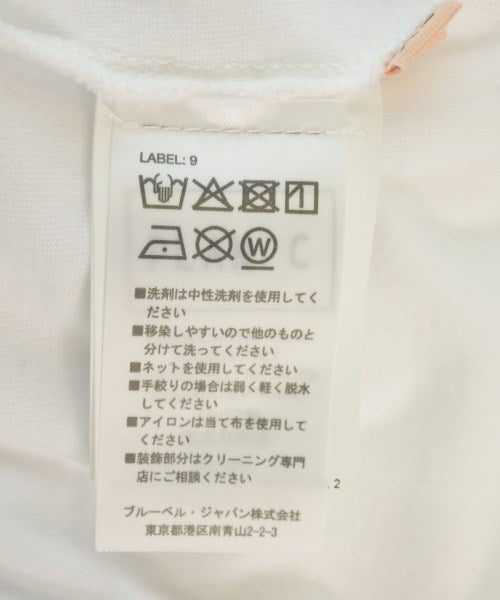 LABEL: 9
W
■洗剤は中性洗剤を使用してく
ださい
■移染しやすいので他のものと
分けて洗ってください
■ネットを使用してください
■手絞りの場合は弱く軽く脱水
してください
■アイロンは当て布を使用して
ください
■装飾部分はクリーニング専門
店にご相談ください
. 2
ブルーベル・ジャパン株式会社
東京都港区南青山2-2-3